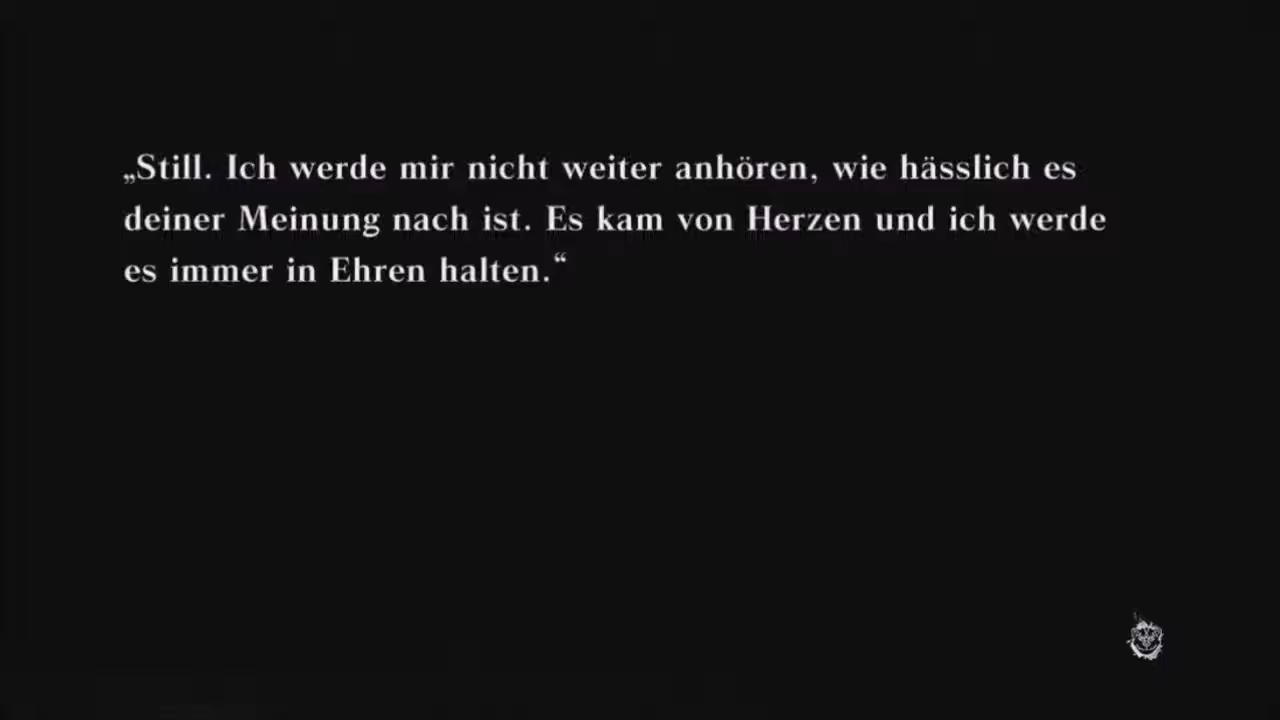 „Still. Ich werde mir nicht weiter anhören, wie hässlich es
deiner Meinung nach ist. Es kam von Herzen und ich werde
es immer in Ehren halten.“